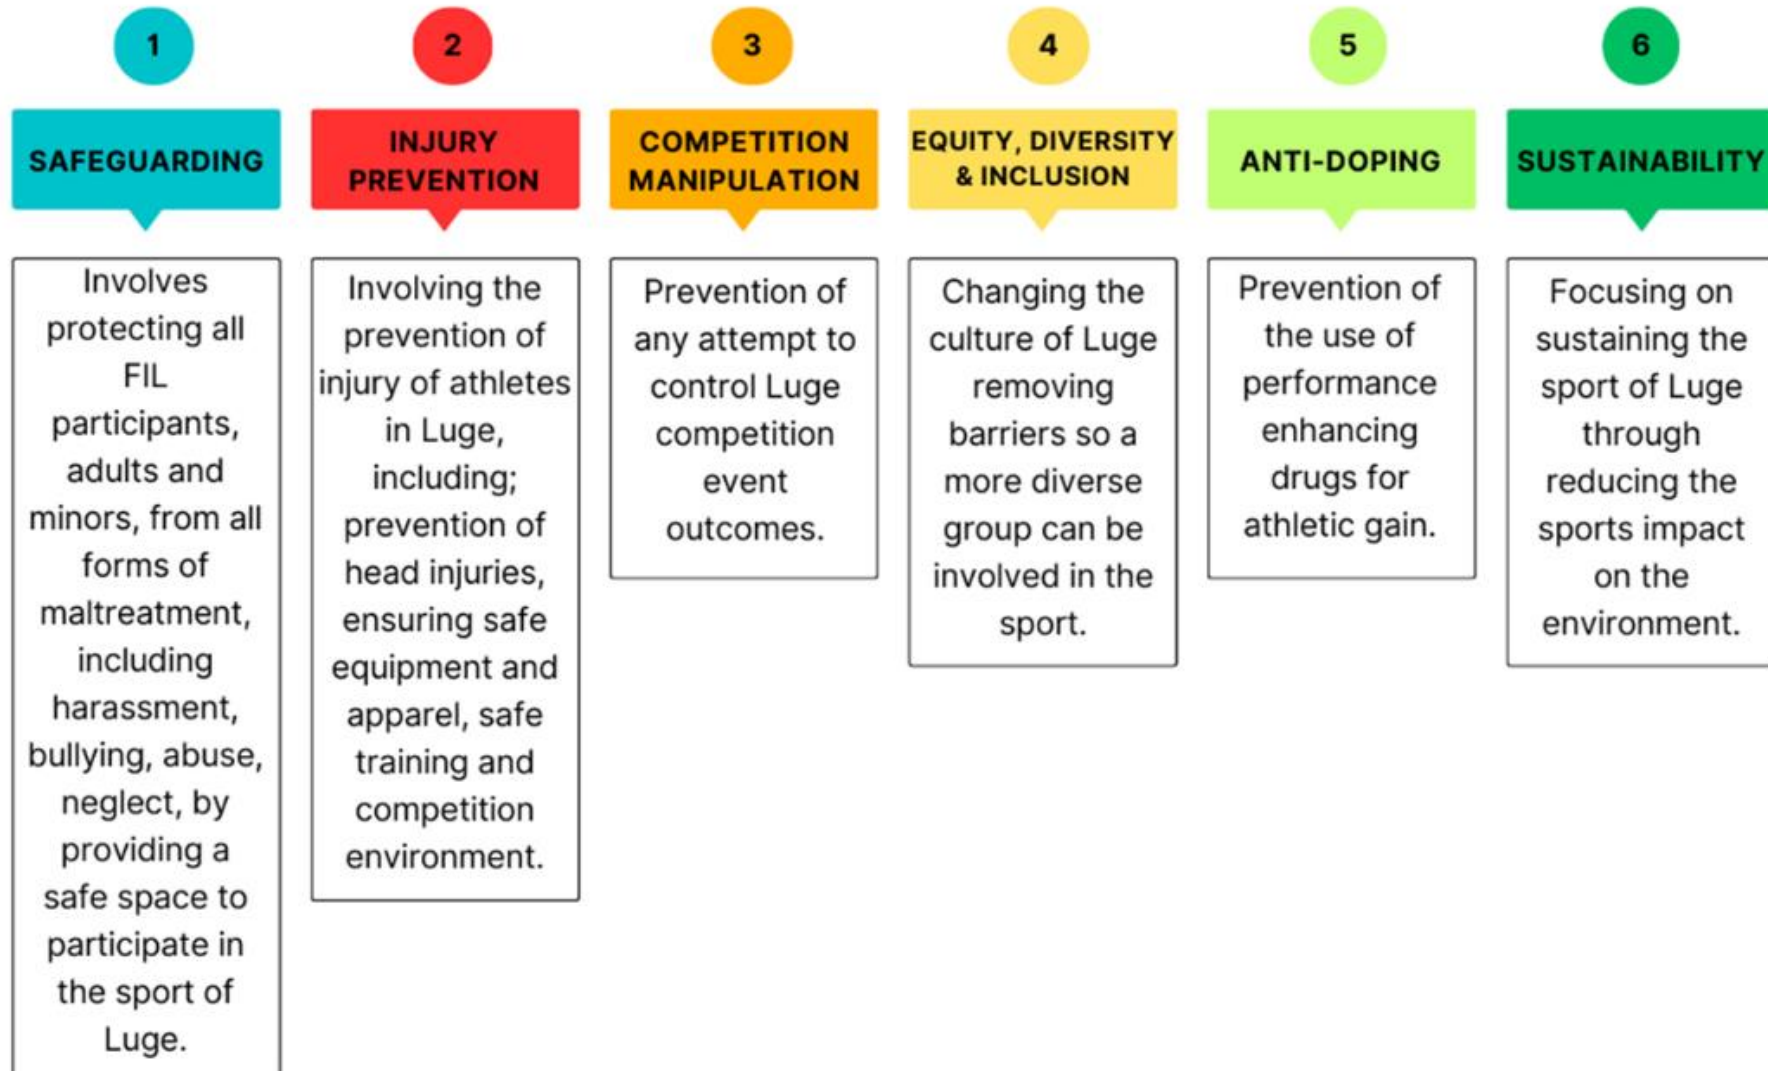 1
SAFEGUARDING
Involves
protecting all
FIL
participants,
adults and
minors, from all
forms of
maltreatment,
including
harassment,
bullying, abuse,
neglect, by
providing a
safe space to
participate in
the sport of
Luge.
2
INJURY
PREVENTION
Involving the
prevention of
injury of athletes
in Luge,
including;
prevention of
head injuries,
ensuring safe
equipment and
apparel, safe
training and
competition
environment.
3
COMPETITION
MANIPULATION
Prevention of
any attempt to
control Luge
competition
event
outcomes.
4
EQUITY, DIVERSITY
& INCLUSION
Changing the
culture of Luge
removing
barriers so a
more diverse
group can be
involved in the
sport.
5
ANTI-DOPING
Prevention of
the use of
performance
enhancing
drugs for
athletic gain.
6
SUSTAINABILITY
Focusing on
sustaining the
sport of Luge
through
reducing the
sports impact
on the
environment.